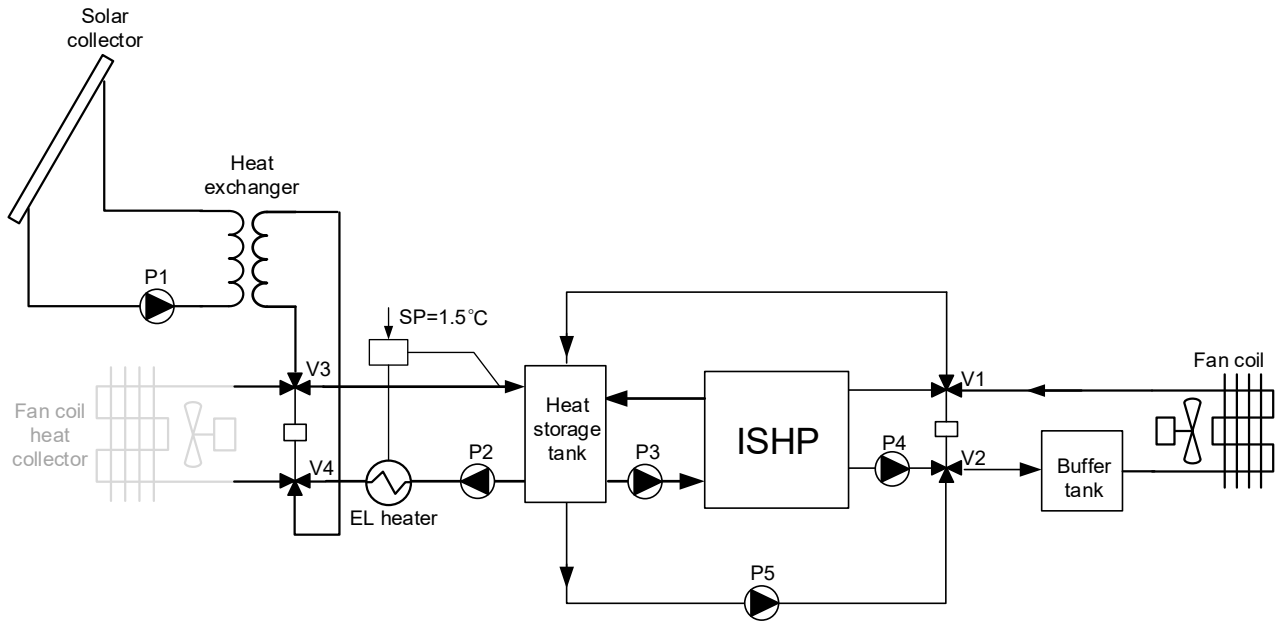 Solar
collector
Heat
exchanger
P1
SP=1.5°C
V3
Fan coil
heat
collector
V4
EL heater
P2
Heat
storage
tank
P3
ISHP
P4
V1
V2
Buffer
tank
Fan coil
P5